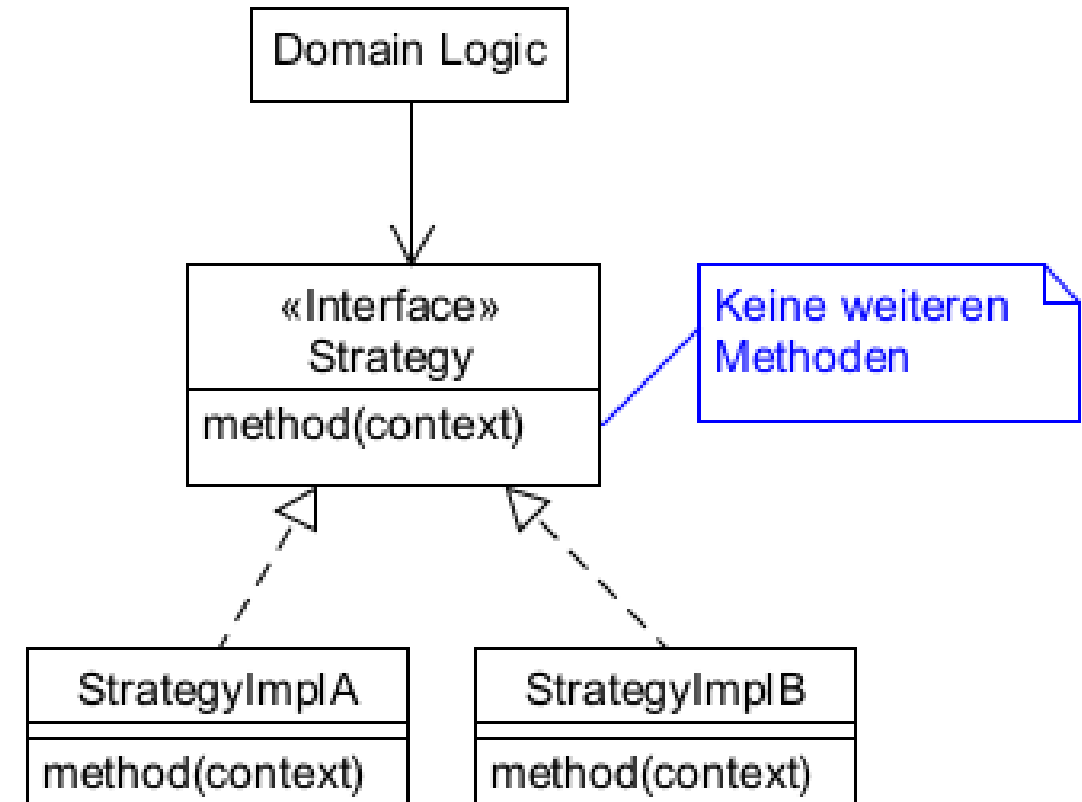 Domain Logic
«Interface»
Strategy
method(context)
Keine weiteren
Methoden
StrategyImplA
method(context)
StrategyImplB
method(context)